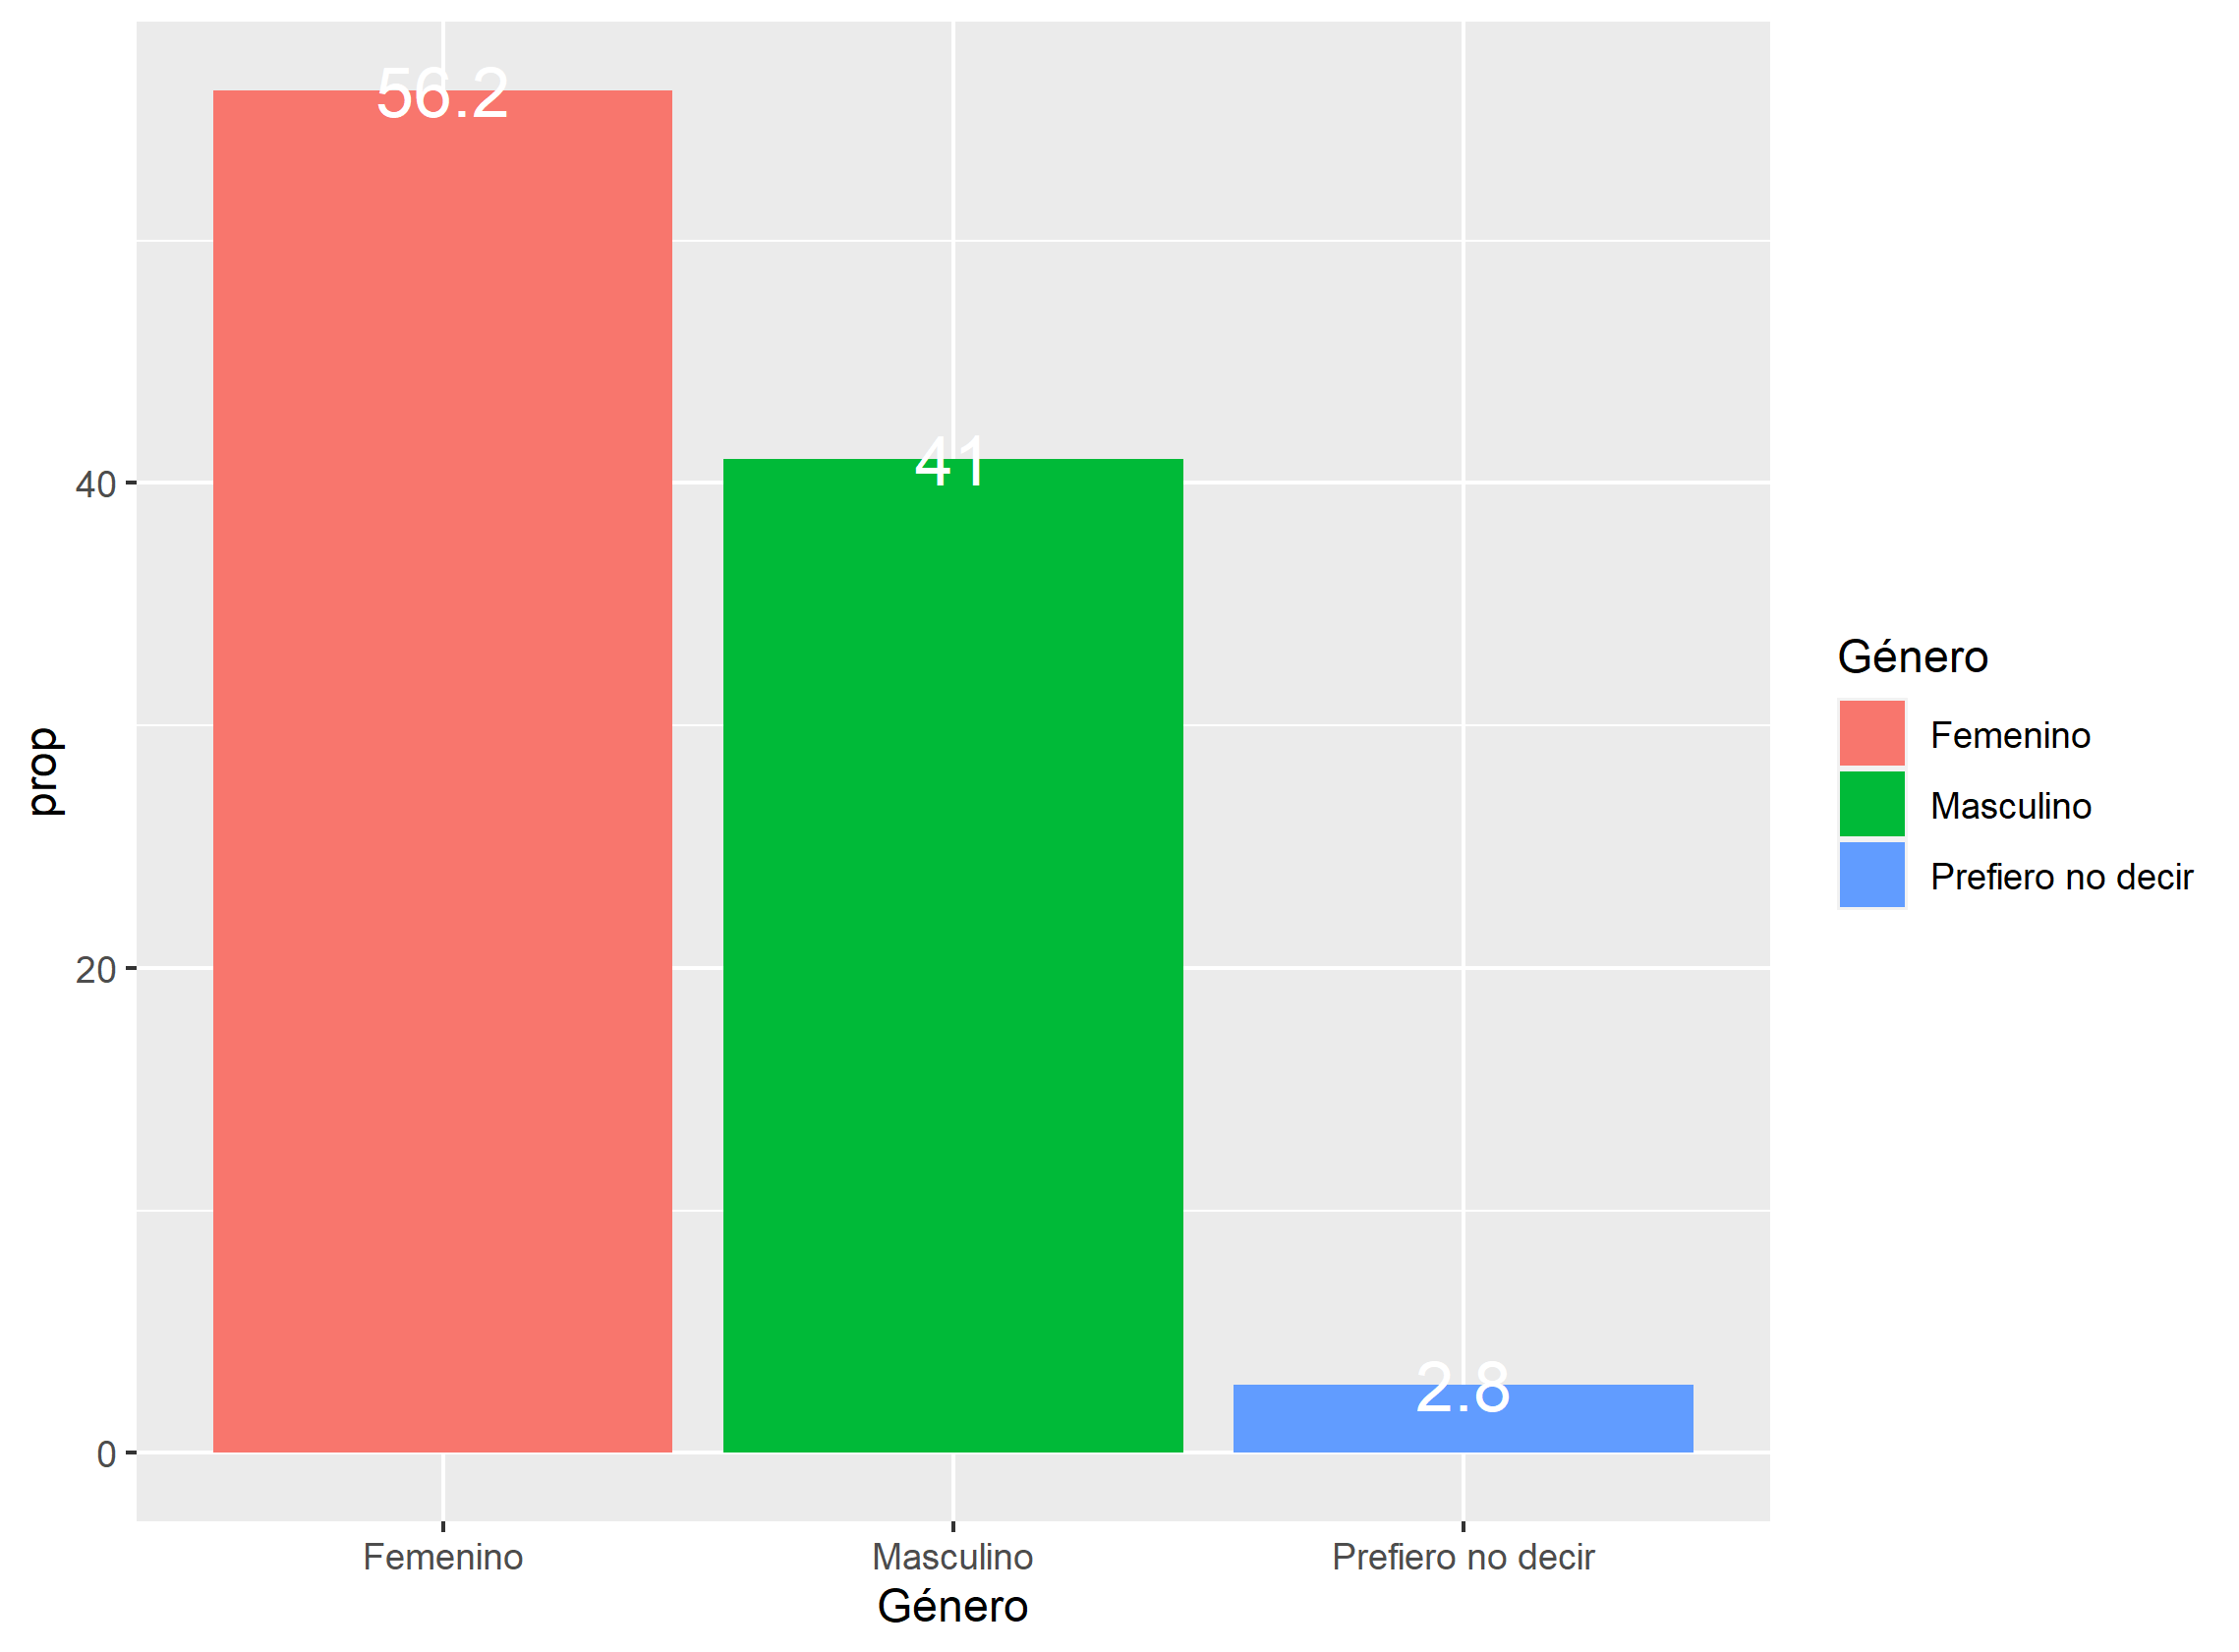 56.2
41
2.8
40
20
0
prop
Femenino
Masculino
Prefiero no decir
Género
Género
Femenino
Masculino
Prefiero no decir